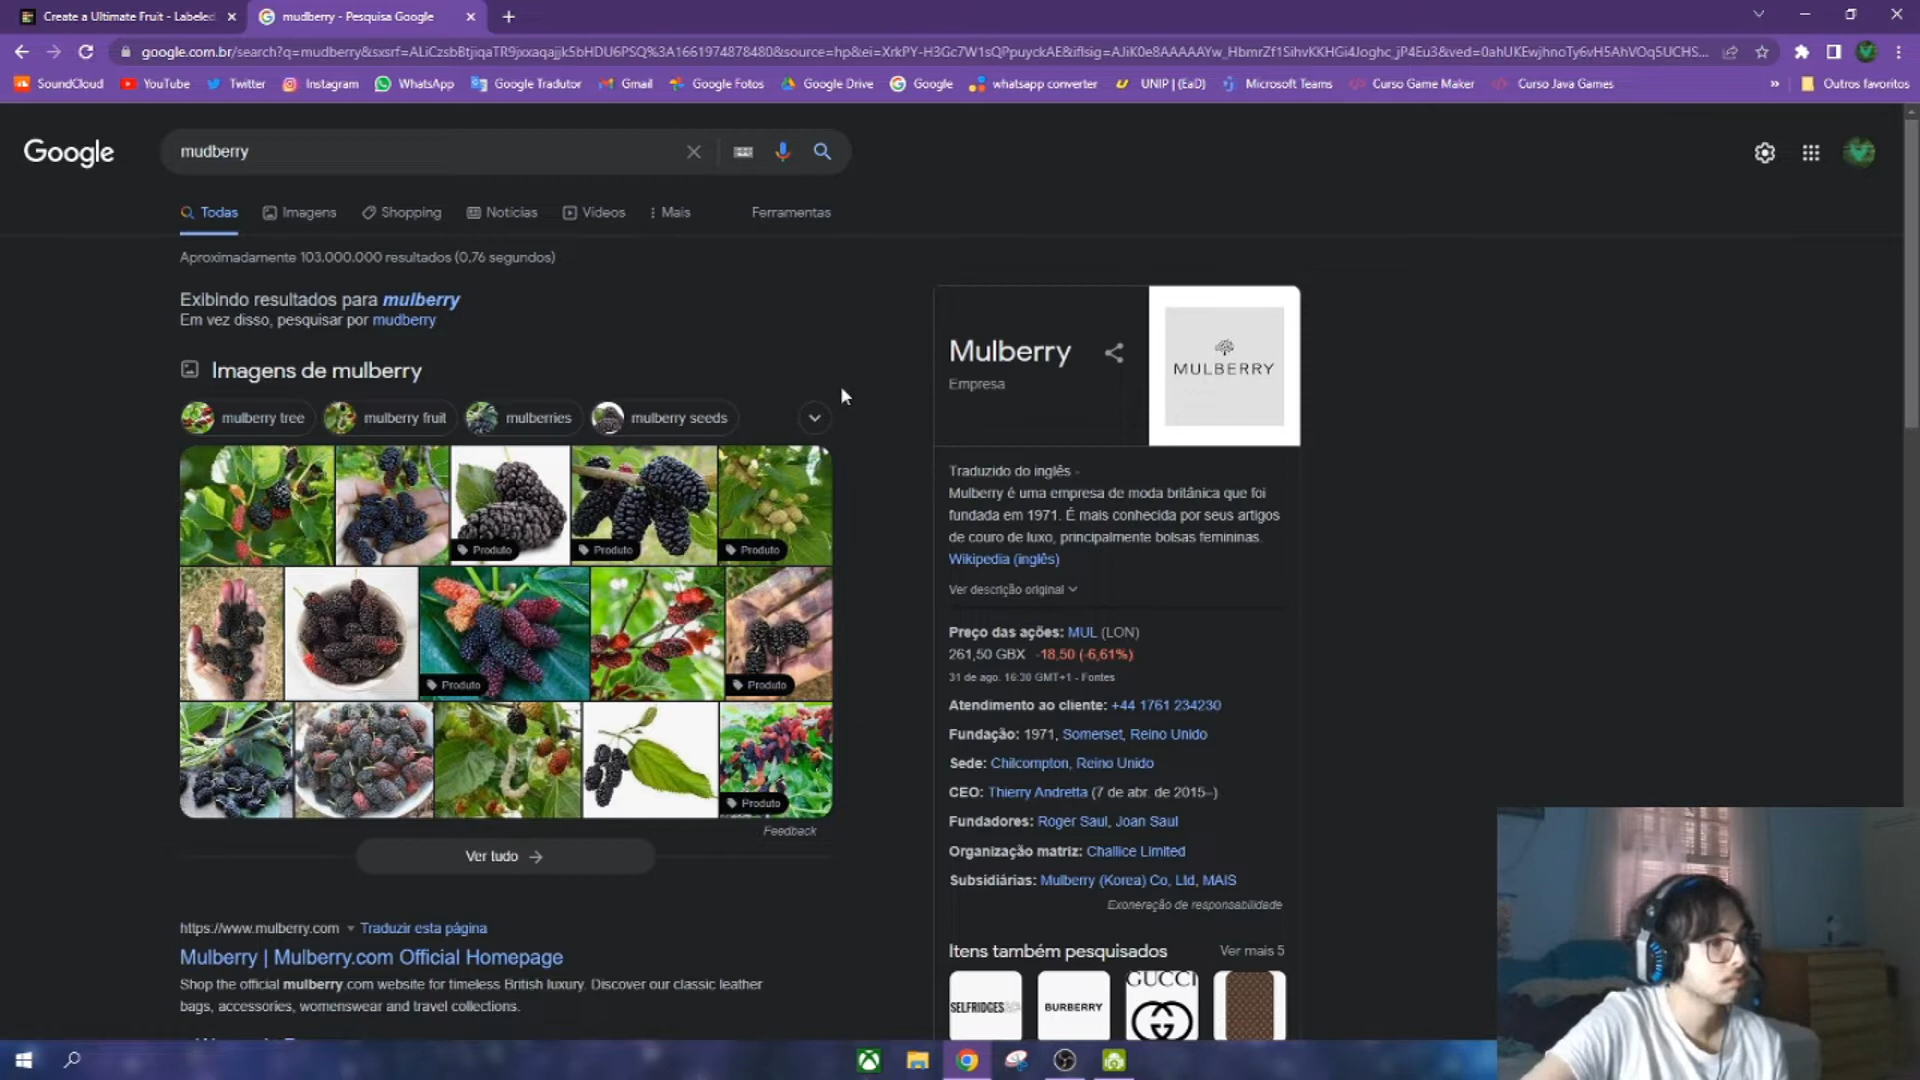 Create a Ultimate Fruit - Labeled
mudberry - Pesquisa Google
SoundCloud YouTube Twitter Instagram WhatsApp Google Tradutor Gmail Google Fotos Google Drive Google whatsapp converter UNIP | (EaD) Microsoft Teams Curso Game Maker Curso Java Games » Outros favoritos
Google
mudberry
Todas Imagens Shopping Notícias Vídeos Mais Ferramentas
Aproximadamente 103.000.000 resultados (0,76 segundos)
Exibindo resultados para mulberry
Em vez disso, pesquisar por mudberry
Imagens de mulberry
mulberry tree mulberry fruit mulberries mulberry seeds
Produto Produto Produto
Produto Produto
Produto
Feedback
Ver tudo →
https://www.mulberry.com Traduzir esta página
Mulberry | Mulberry.com Official Homepage
Shop the official mulberry.com website for timeless British luxury. Discover our classic leather
bags, accessories, womenswear and travel collections.
Mulberry
Empresa
MULBERRY
Traduzido do inglês -
Mulberry é uma empresa de moda britânica que foi
fundada em 1971. É mais conhecida por seus artigos
de couro de luxo, principalmente bolsas femininas.
Wikipedia (inglês)
Ver descrição original
Preço das ações: MUL (LON)
261,50 GBX -18,50 (-6,61%)
31 de ago. 16:30 GMT+1 - Fontes
Atendimento ao cliente: +44 1761 234230
Fundação: 1971, Somerset, Reino Unido
Sede: Chilcompton, Reino Unido
CEO: Thierry Andretta (7 de abr. de 2015–)
Fundadores: Roger Saul, Joan Saul
Organização matriz: Challice Limited
Subsidiárias: Mulberry (Korea) Co, Ltd, MAIS
Exoneração de responsabilidade
Itens também pesquisados Ver mais 5
SELFRIDGES BURBERRY GUCCI